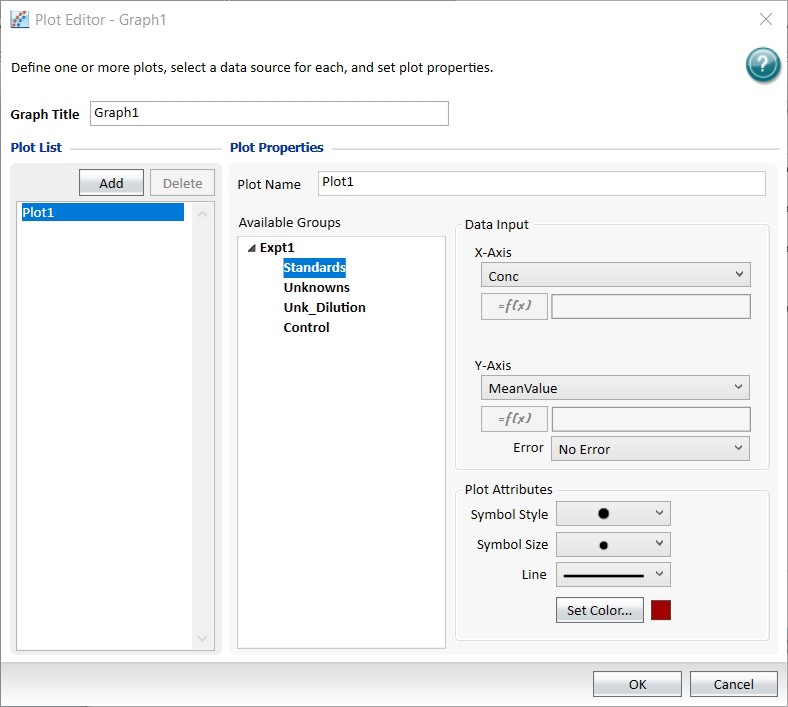 Plot Editor - Graph1
Define one or more plots, select a data source for each, and set plot properties.
?
Graph Title Graph1
Plot List
Add Delete
Plot1
Plot Properties
Plot Name Plot1
Available Groups
Expt1
Standards
Unknowns
Unk_Dilution
Control
Data Input
X-Axis
Conc
=f(x)
Y-Axis
MeanValue
=f(x)
Error No Error
Plot Attributes
Symbol Style
Symbol Size
Line
Set Color...
OK Cancel